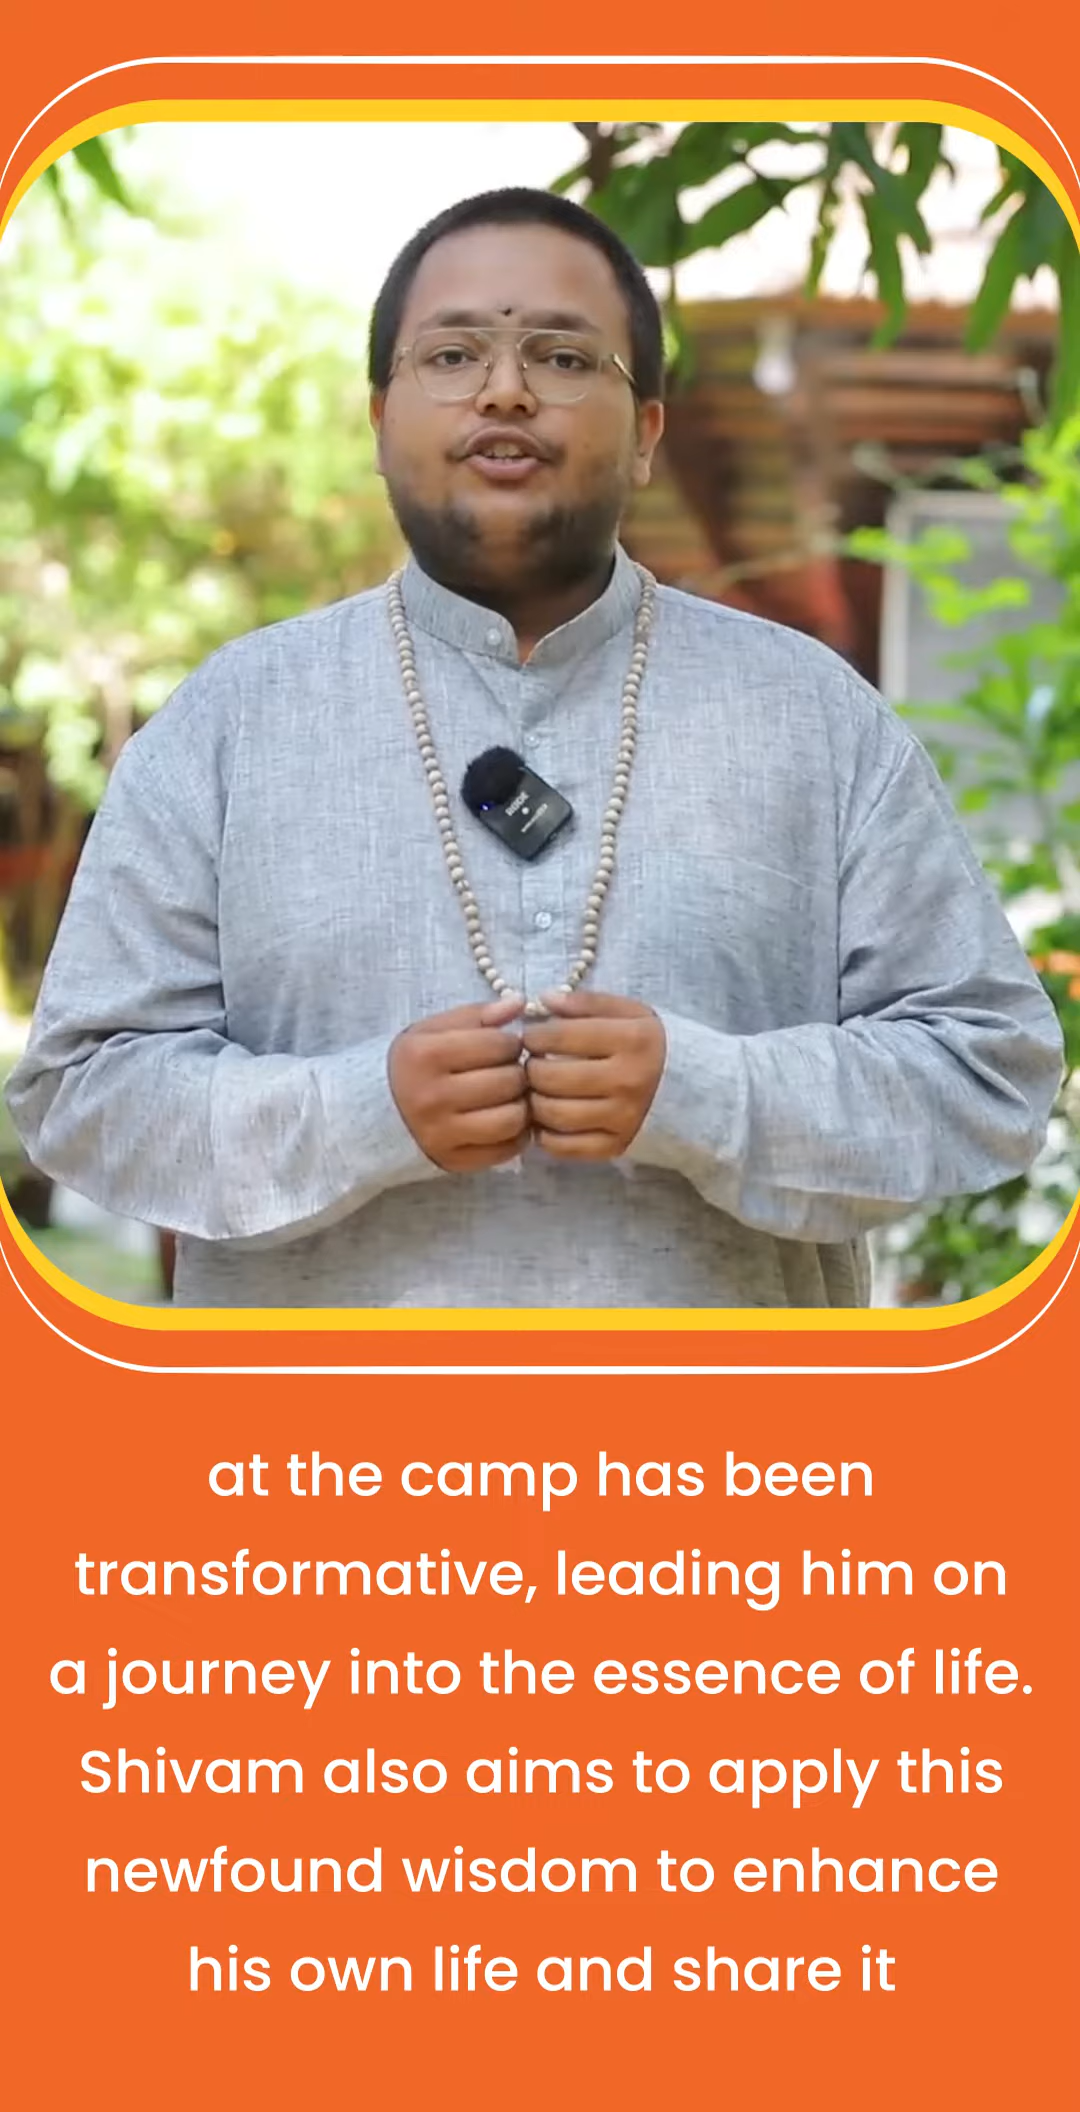 RODE
at the camp has been
transformative, leading him on
a journey into the essence of life.
Shivam also aims to apply this
newfound wisdom to enhance
his own life and share it